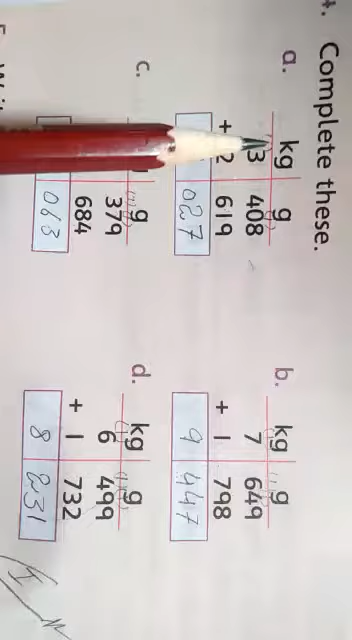 4. Complete these.
a. b.
kg g kg g
3 408 7 649
+ 2 619 + 1 798
027 9 447
c. d.
g kg g
379 6 499
684 + 1 732
063 8 231